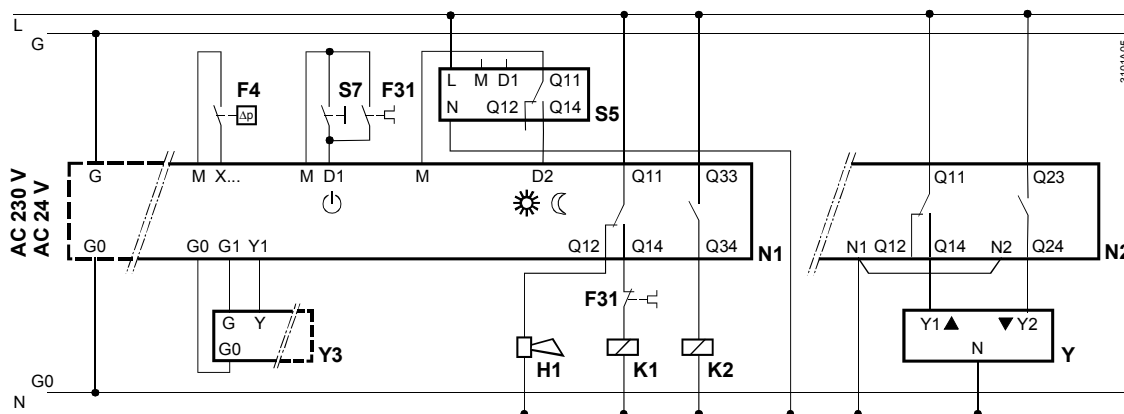 L
G
AC 230 V
AC 24 V
F4
Δp
S7
F31
L M D1 Q11
N Q12 Q14
S5
3101A05
G M X... M D1 M D2 Q11 Q33
G0 G0 G1 Y1 Q12 Q14 Q34
N1
Q11 Q23
N1 Q12 Q14 N2 Q24
N2
G Y
G0
Y3
F31
H1
K1
K2
Y1 ▲ ▼ Y2
N
Y
G0
N